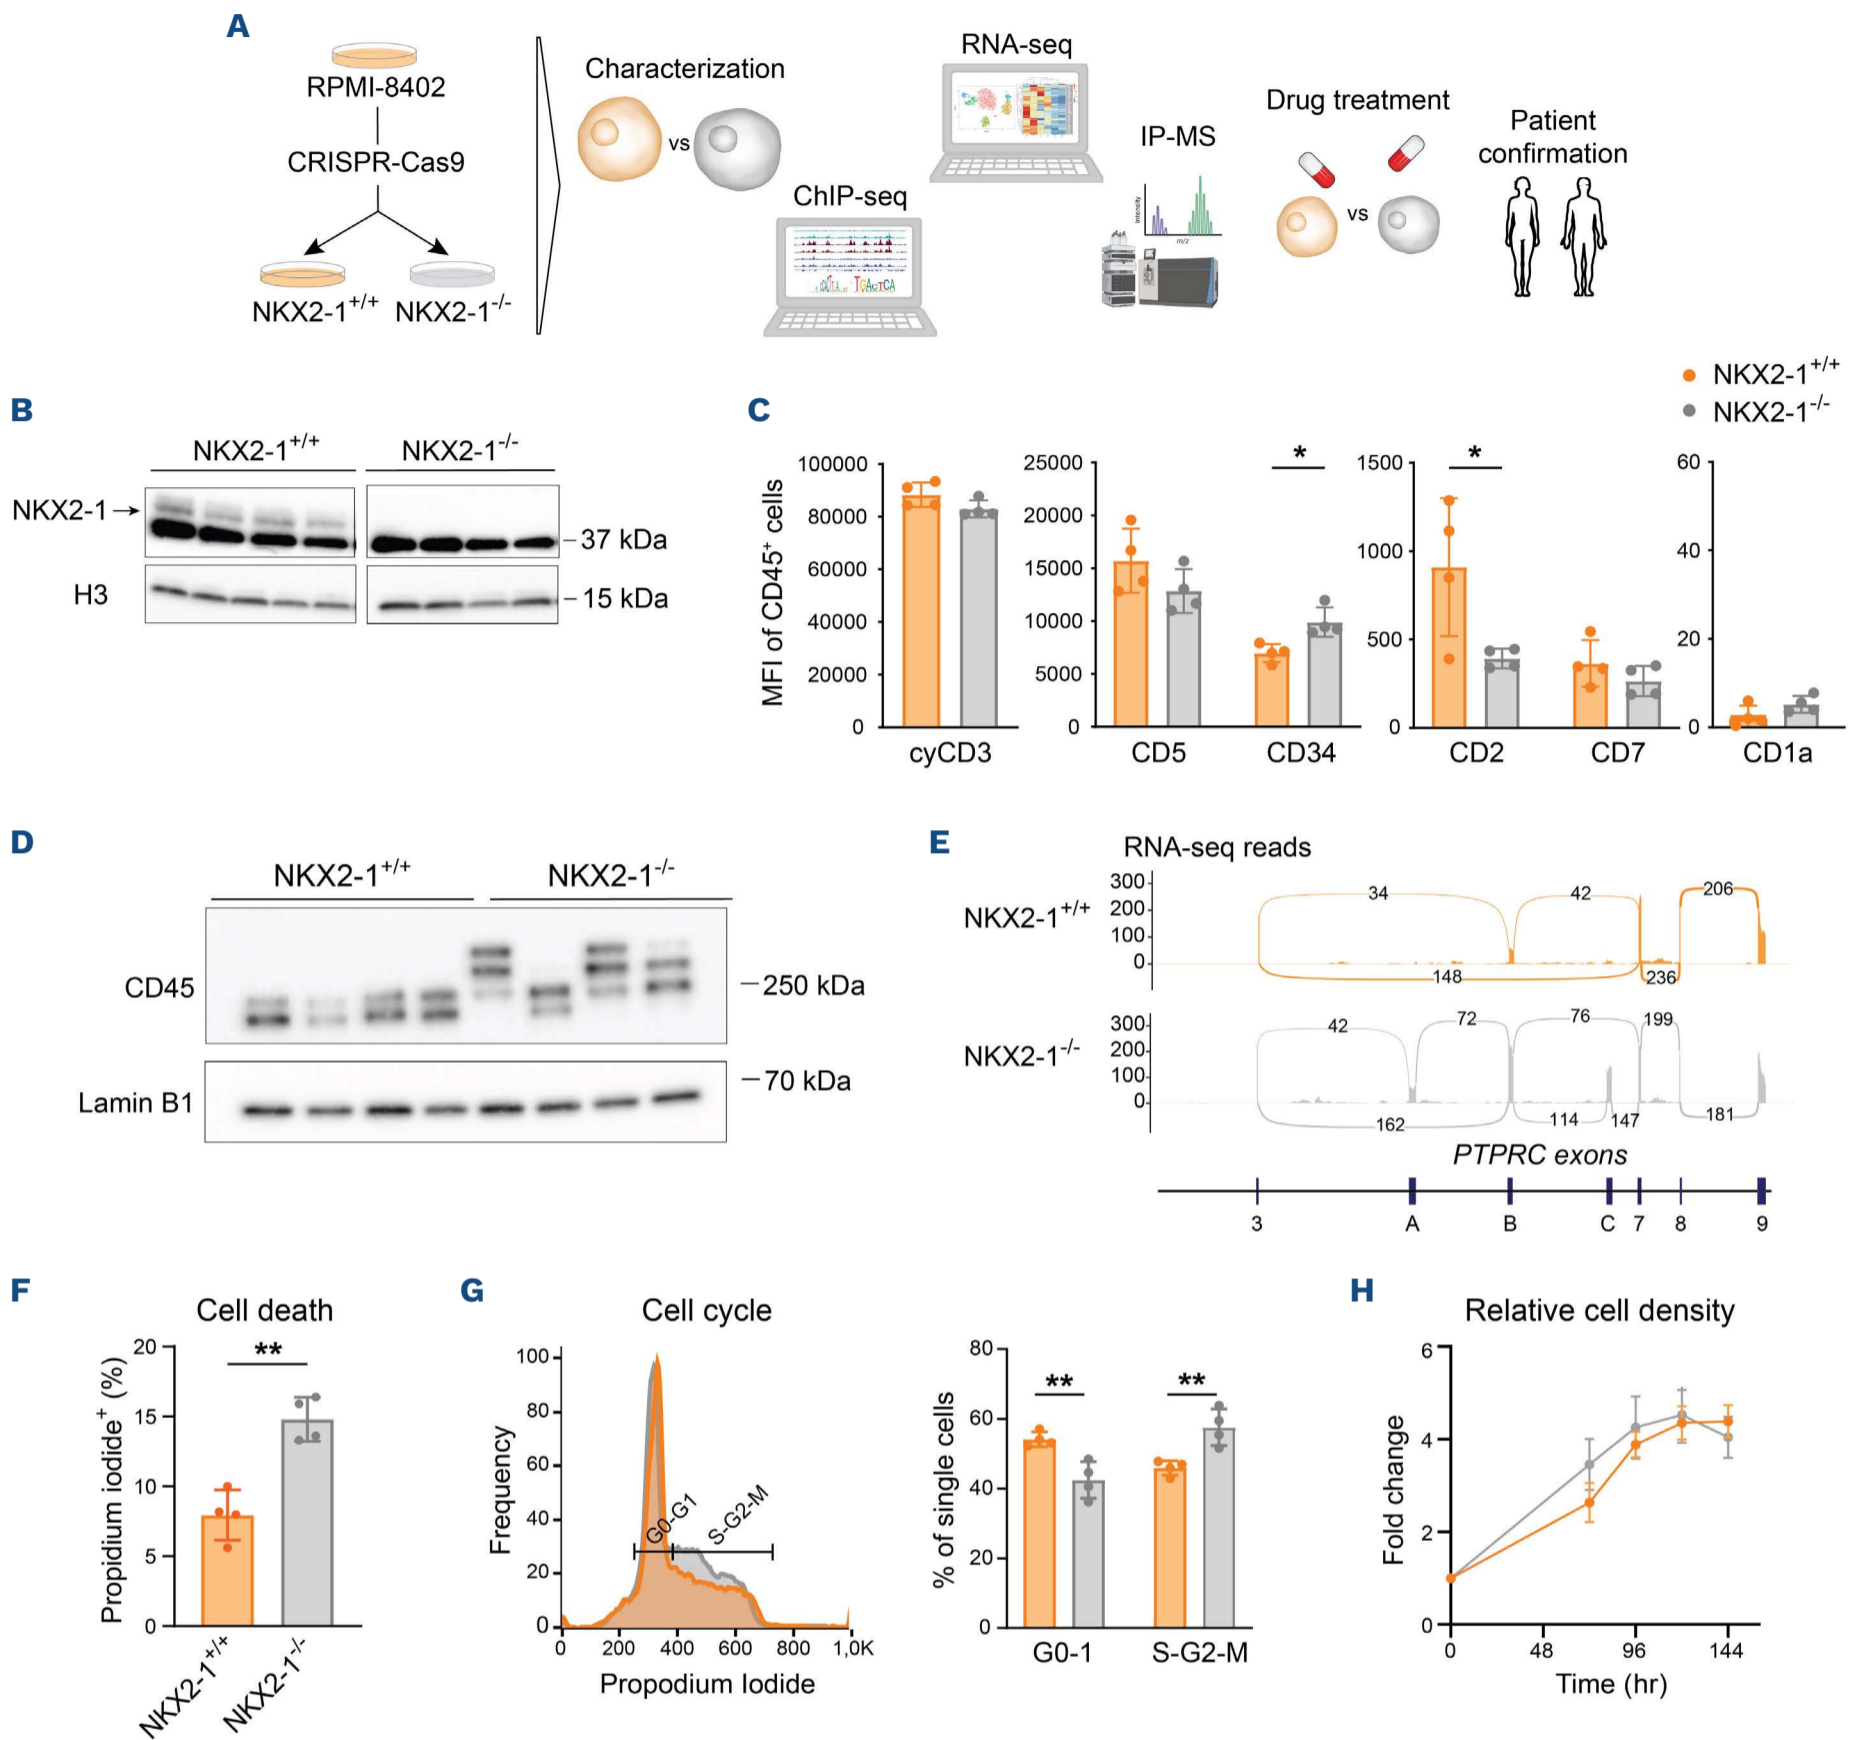 A
RPMI-8402
CRISPR-Cas9
NKX2-1+/+
NKX2-1-/-
Characterization
vs
ChIP-seq
TGACTCA
RNA-seq
IP-MS
Intensity
m/z
Drug treatment
vs
Patient
confirmation
B
NKX2-1+/+
NKX2-1-/-
NKX2-1
37 kDa
H3
15 kDa
C
NKX2-1+/+
NKX2-1-/-
MFI of CD45+ cells
100000
80000
60000
40000
20000
0
cyCD3
25000
20000
15000
10000
5000
0
*
CD5
CD34
1500
1000
500
0
*
CD2
CD7
60
40
20
0
CD1a
D
NKX2-1+/+
NKX2-1-/-
CD45
250 kDa
70 kDa
Lamin B1
E
RNA-seq reads
NKX2-1+/+
300
200
100
0
34
42
206
148
236
NKX2-1-/-
300
200
100
0
42
72
76
199
162
114
147
181
PTPRC exons
3
A
B
C
7
8
9
F
Cell death
Propidium iodide+ (%)
20
15
10
5
0
**
NKX2-1+/+
NKX2-1-/-
G
Cell cycle
Frequency
100
80
60
40
20
0
G0-G1
S-G2-M
0
200
400
600
800
1,0K
Propodium Iodide
% of single cells
80
60
40
20
0
**
**
G0-1
S-G2-M
H
Relative cell density
Fold change
6
4
2
0
0
48
96
144
Time (hr)